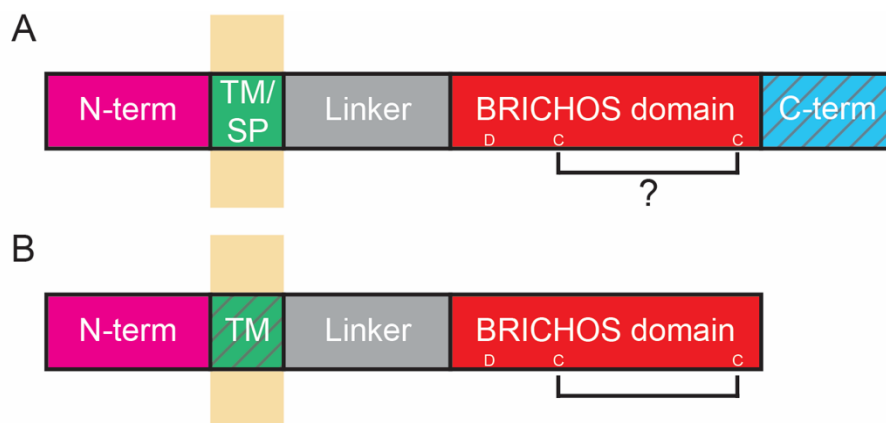 A
N-term TM/ SP Linker BRICHOS domain C-term
D C C
?
B
N-term TM Linker BRICHOS domain
D C C